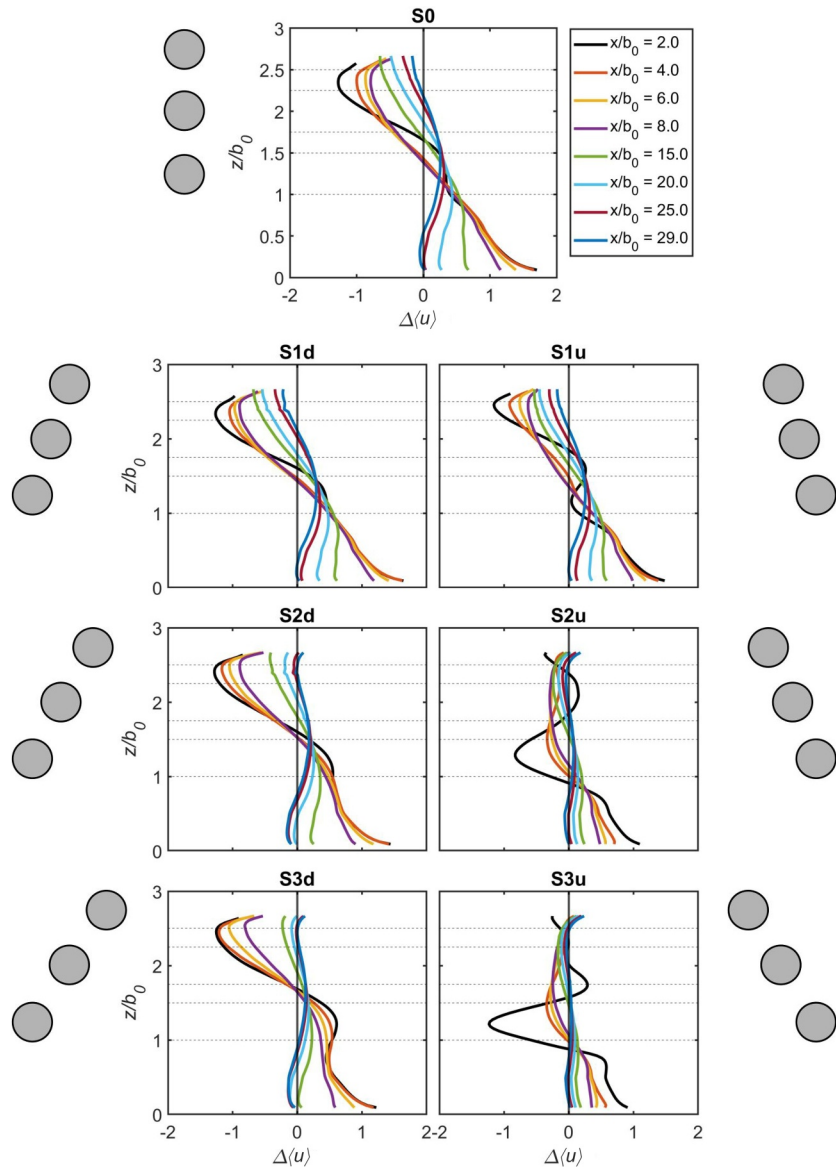 S0
3
2.5
2
1.5
1
0.5
0
z/b0
-2
-1
0
1
2
Δ⟨u⟩
x/b0 = 2.0
x/b0 = 4.0
x/b0 = 6.0
x/b0 = 8.0
x/b0 = 15.0
x/b0 = 20.0
x/b0 = 25.0
x/b0 = 29.0
S1d
S1u
3
2
1
0
z/b0
S2d
S2u
3
2
1
0
z/b0
S3d
S3u
3
2
1
0
z/b0
-2
-1
0
1
2
-2
-1
0
1
2
Δ⟨u⟩
Δ⟨u⟩